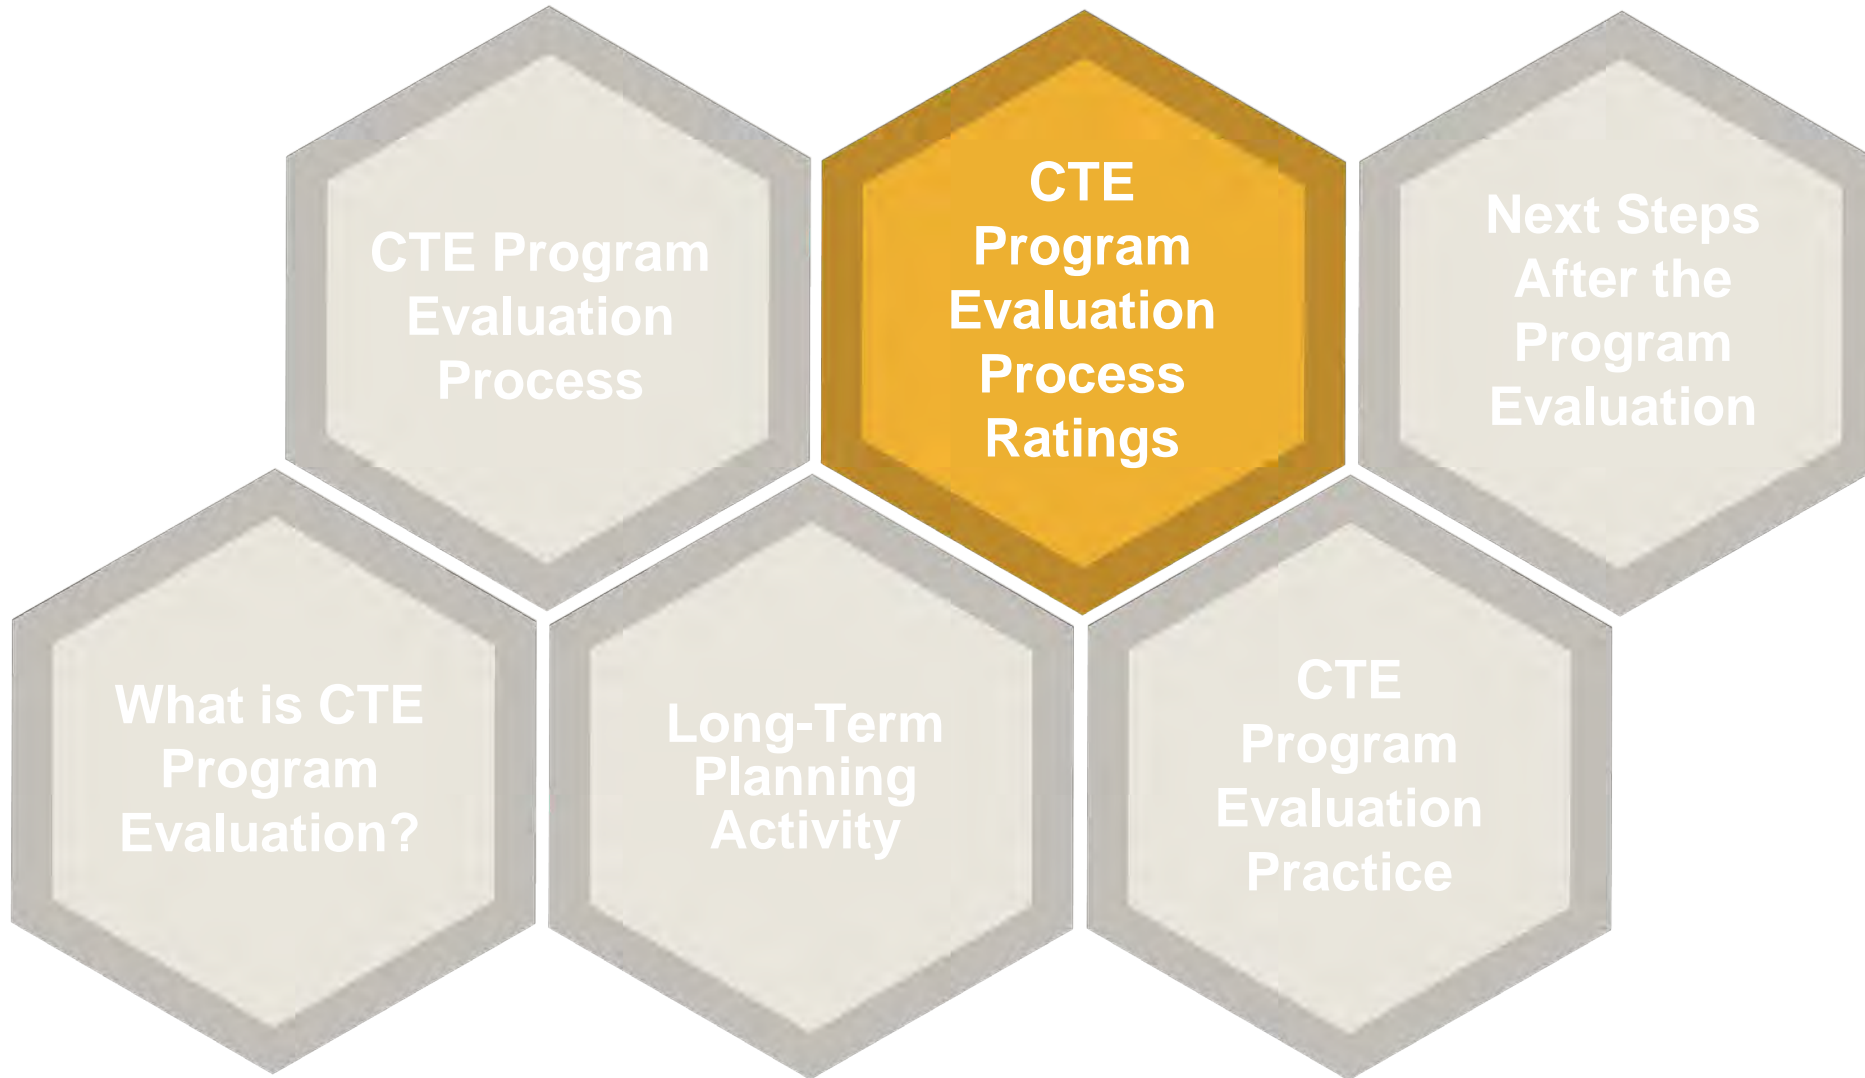 CTE Program
Evaluation
Process
CTE
Program
Evaluation
Process
Ratings
Next Steps
After the
Program
Evaluation
What is CTE
Program
Evaluation?
Long-Term
Planning
Activity
CTE
Program
Evaluation
Practice